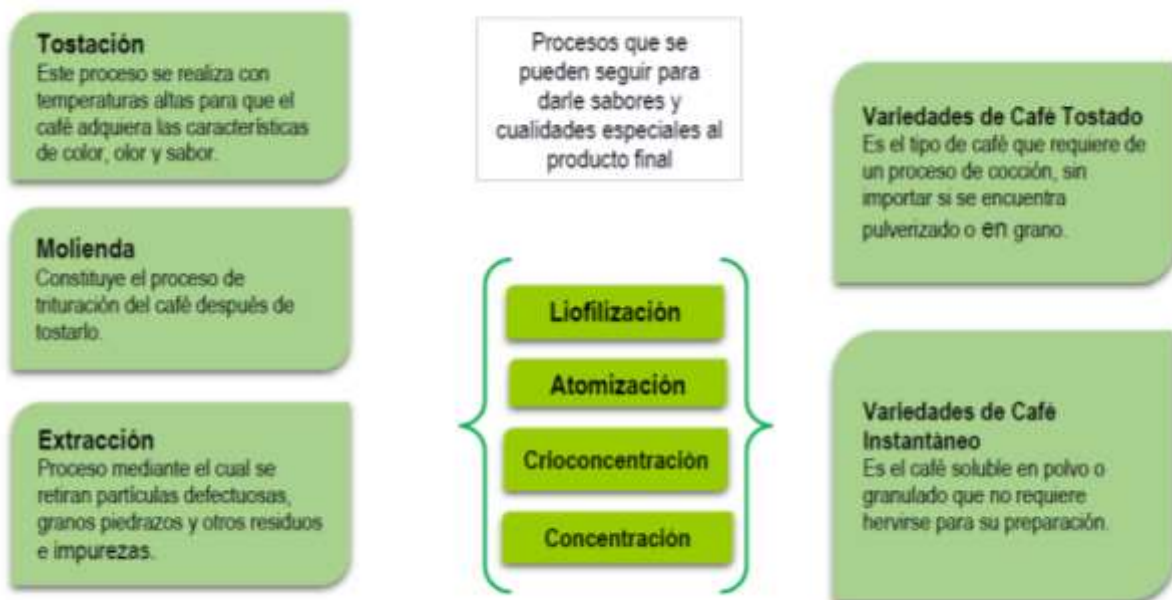 Tostación
Este proceso se realiza con
temperaturas altas para que el
café adquiera las características
de color, olor y sabor.
Molienda
Constituye el proceso de
trituración del café después de
tostarlo.
Extracción
Proceso mediante el cual se
retiran partículas defectuosas,
granos piedrazos y otros residuos
e impurezas.
Procesos que se
pueden seguir para
darle sabores y
cualidades especiales al
producto final
Liofilización
Atomización
Crioconcentración
Concentración
Variedades de Café Tostado
Es el tipo de café que requiere de
un proceso de cocción, sin
importar si se encuentra
pulverizado o en grano.
Variedades de Café
Instantáneo
Es el café soluble en polvo o
granulado que no requiere
hervirse para su preparación.